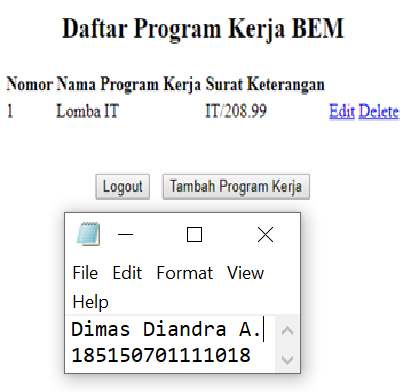 Daftar Program Kerja BEM
Nomor Nama Program Kerja Surat Keterangan
1 Lomba IT IT/208.99 Edit Delete
Logout Tambah Program Kerja
File Edit Format View
Help
Dimas Diandra A.
185150701111018